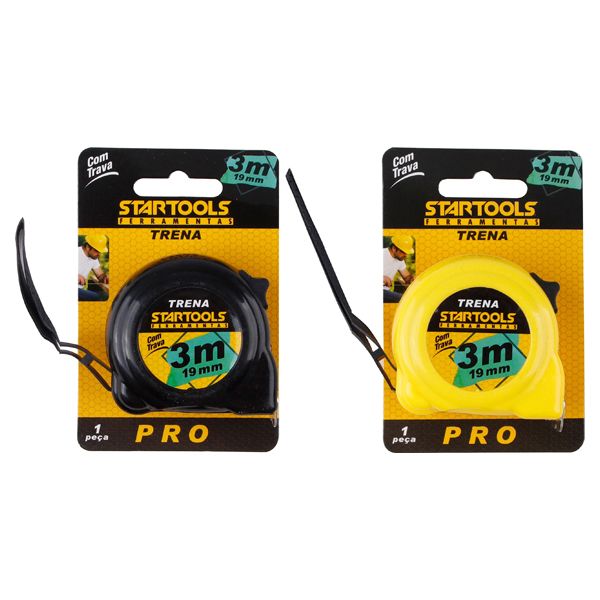 Com
Trava
3m
19mm
STARTOOLS
FERRAMENTAS
TRENA
TRENA
STARTOOLS
FERRAMENTAS
Com
Trava
3m
19mm
1
peça
PRO
Com
Trava
3m
19mm
STARTOOLS
FERRAMENTAS
TRENA
TRENA
STARTOOLS
FERRAMENTAS
Com
Trava
3m
19mm
1
peça
PRO